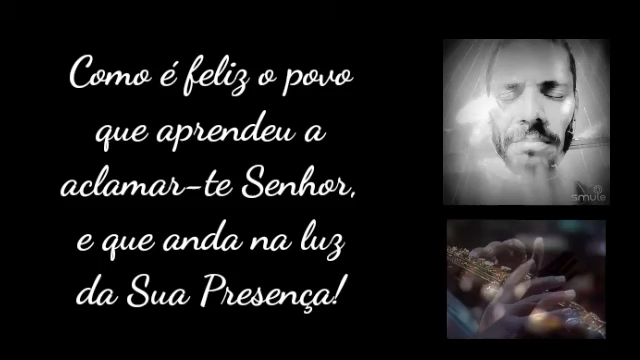 Como é feliz o povo
que aprendeu a
aclamar-te Senhor,
e que anda na luz
da Sua Presença!
smule